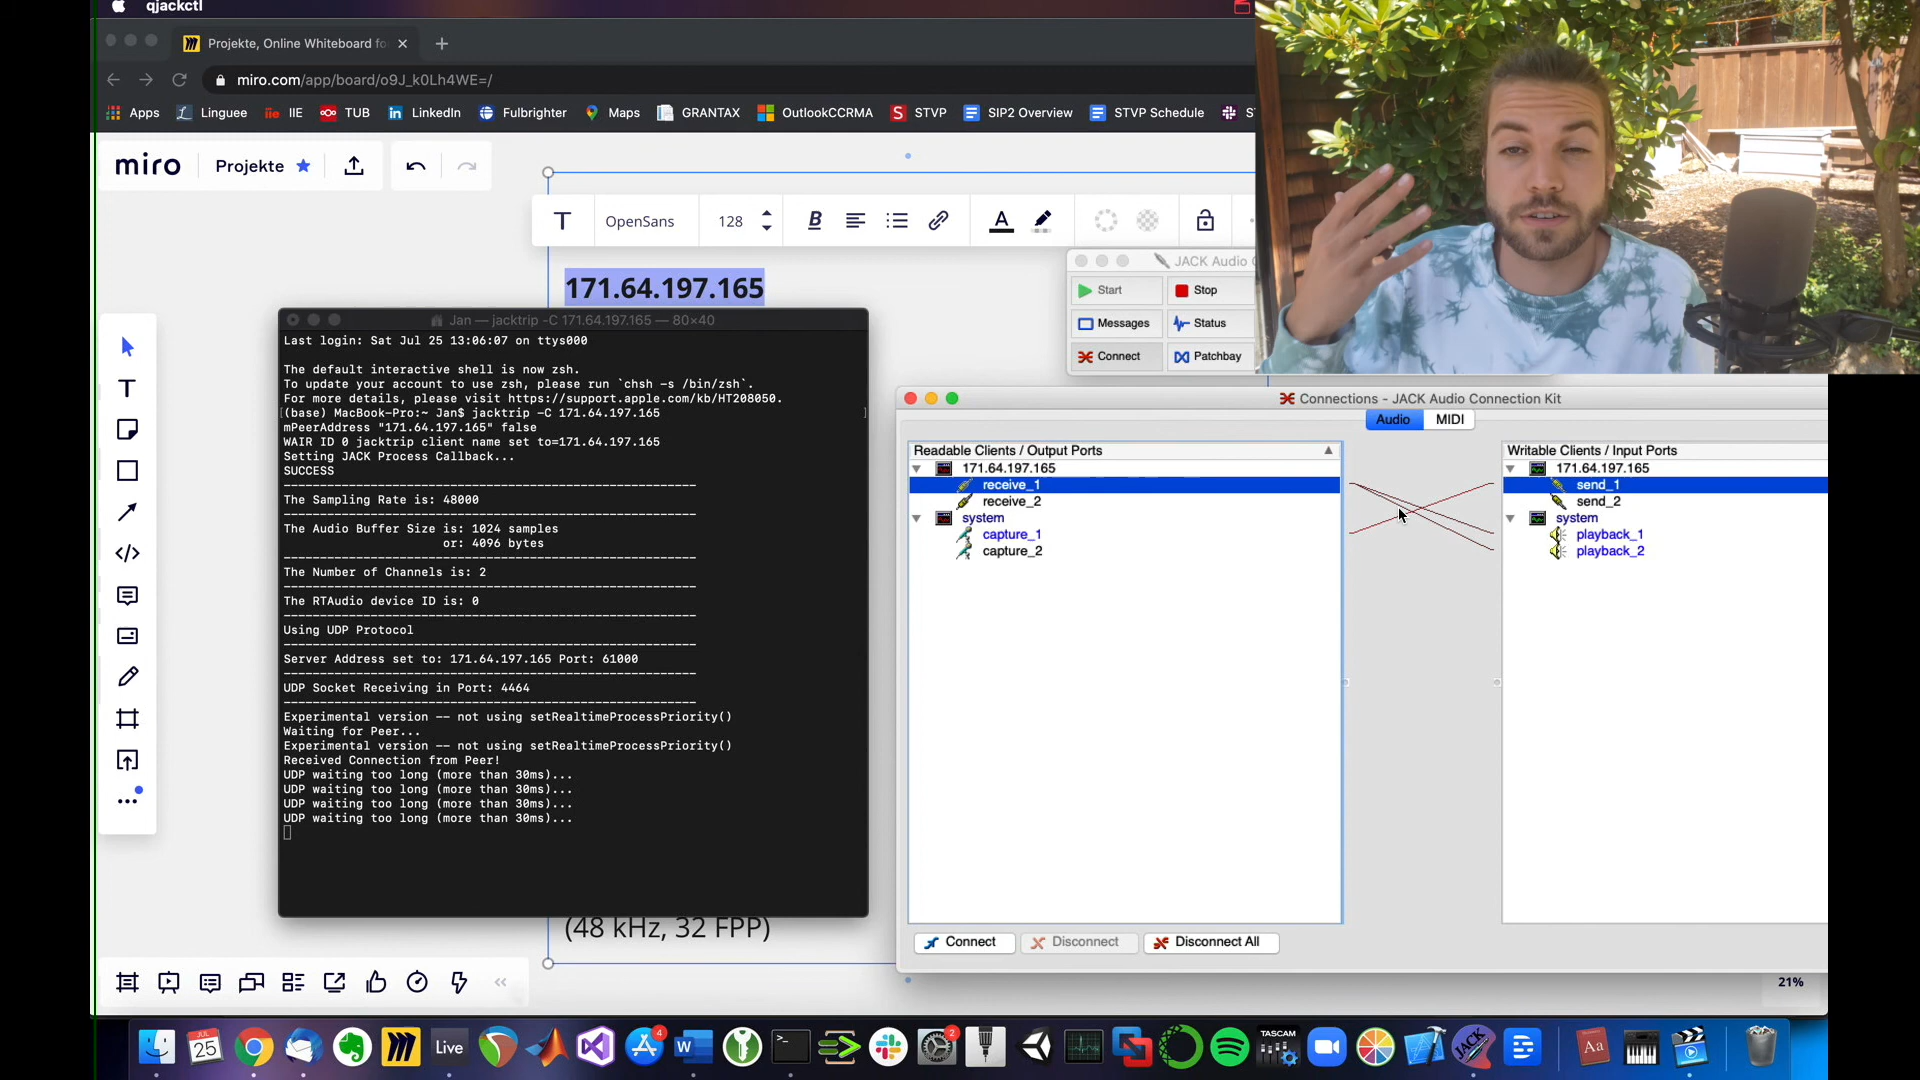 qjackctl
Projekte, Online Whiteboard fo
miro.com/app/board/o9J_k0Lh4WE=/
Apps Linguee IIE TUB LinkedIn Fulbrighter Maps GRANTAX OutlookCCRMA STVP SIP2 Overview STVP Schedule
miro Projekte
OpenSans 128 B A
171.64.197.165
JACK Audio
Start Stop
Messages Status
Connect Patchbay
Jan — jacktrip -C 171.64.197.165 — 80×40
Last login: Sat Jul 25 13:06:07 on ttys000
The default interactive shell is now zsh.
To update your account to use zsh, please run `chsh -s /bin/zsh`.
For more details, please visit https://support.apple.com/kb/HT208050.
(base) MacBook-Pro:~ Jan$ jacktrip -C 171.64.197.165
mPeerAddress "171.64.197.165" false
WAIR ID 0 jacktrip client name set to=171.64.197.165
Setting JACK Process Callback...
SUCCESS
The Sampling Rate is: 48000
The Audio Buffer Size is: 1024 samples
or: 4096 bytes
The Number of Channels is: 2
The RTAudio device ID is: 0
Using UDP Protocol
Server Address set to: 171.64.197.165 Port: 61000
UDP Socket Receiving in Port: 4464
Experimental version -- not using setRealtimeProcessPriority()
Waiting for Peer...
Experimental version -- not using setRealtimeProcessPriority()
Received Connection from Peer!
UDP waiting too long (more than 30ms)...
UDP waiting too long (more than 30ms)...
UDP waiting too long (more than 30ms)...
UDP waiting too long (more than 30ms)...
(48 kHz, 32 FPP)
Connections - JACK Audio Connection Kit
Audio MIDI
Readable Clients / Output Ports
171.64.197.165
receive_1
receive_2
system
capture_1
capture_2
Writable Clients / Input Ports
171.64.197.165
send_1
send_2
system
playback_1
playback_2
Connect Disconnect Disconnect All
21%
JUL
25
Live
4
W
2
TASCAM
JACK
Aa